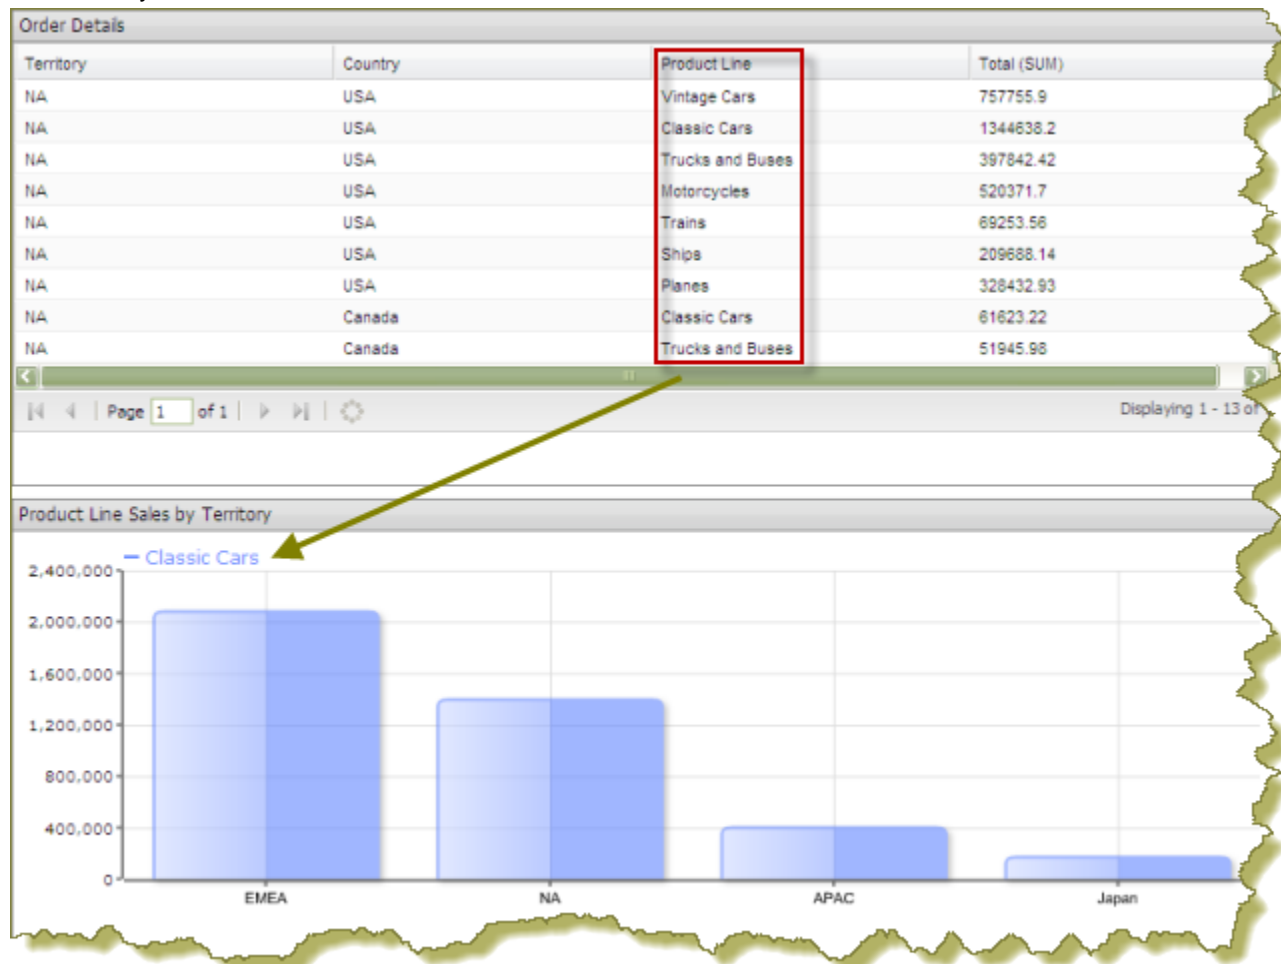 Order Details
Territory Country Product Line Total (SUM)
NA USA Vintage Cars 757755.9
NA USA Classic Cars 1344638.2
NA USA Trucks and Buses 397842.42
NA USA Motorcycles 520371.7
NA USA Trains 69253.56
NA USA Ships 209688.14
NA USA Planes 328432.93
NA Canada Classic Cars 61623.22
NA Canada Trucks and Buses 51945.98
Page 1 of 1 Displaying 1 - 13 of
Product Line Sales by Territory
Classic Cars
2,400,000
2,000,000
1,600,000
1,200,000
800,000
400,000
0
EMEA NA APAC Japan